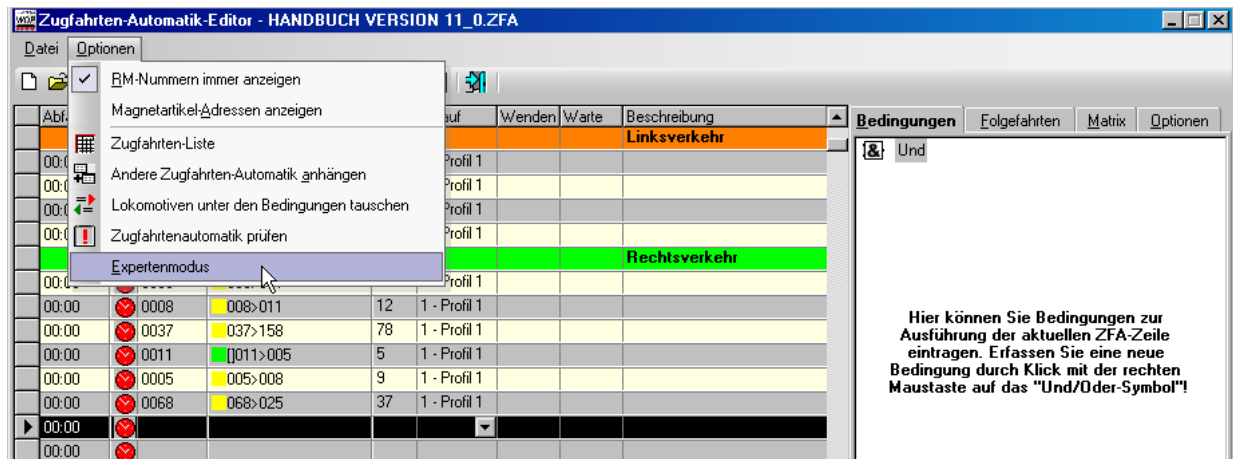 Zugfahrten-Automatik-Editor - HANDBUCH VERSION 11_0.ZFA
Datei Optionen
RM-Nummern immer anzeigen
Magnetartikel-Adressen anzeigen
Zugfahrten-Liste
Andere Zugfahrten-Automatik anhängen
Lokomotiven unter den Bedingungen tauschen
Zugfahrtenautomatik prüfen
Expertenmodus
Wenden Warte Beschreibung
Linksverkehr
Profil 1
Profil 1
Profil 1
Profil 1
Rechtsverkehr
Profil 1
00:00 0008 008>011 12 1 - Profil 1
00:00 0037 037>158 78 1 - Profil 1
00:00 0011 []011>005 5 1 - Profil 1
00:00 0005 005>008 9 1 - Profil 1
00:00 0068 068>025 37 1 - Profil 1
00:00
00:00
Bedingungen Folgefahrten Matrix Optionen
& Und
Hier können Sie Bedingungen zur
Ausführung der aktuellen ZFA-Zeile
eintragen. Erfassen Sie eine neue
Bedingung durch Klick mit der rechten
Maustaste auf das "Und/Oder-Symbol"!